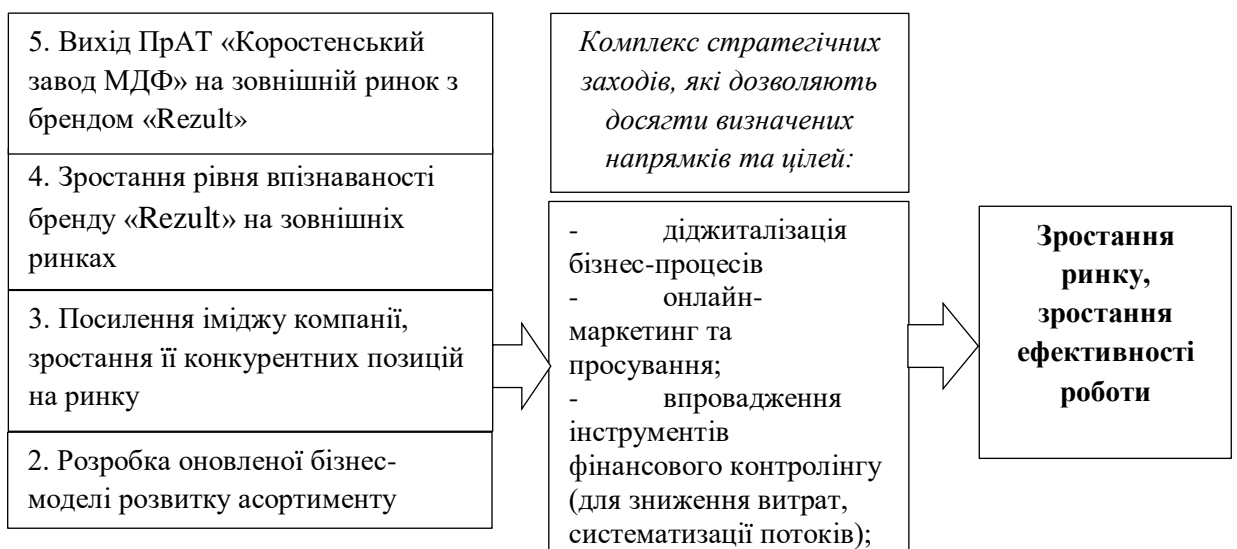 5. Вихід ПрАТ «Коростенський
завод МДФ» на зовнішній ринок з
брендом «Rezult»
4. Зростання рівня впізнаваності
бренду «Rezult» на зовнішніх
ринках
3. Посилення іміджу компанії,
зростання її конкурентних позицій
на ринку
2. Розробка оновленої бізнес-
моделі розвитку асортименту
Комплекс стратегічних
заходів, які дозволяють
досягти визначених
напрямків та цілей:
- діджиталізація
бізнес-процесів
- онлайн-
маркетинг та
просування;
- впровадження
інструментів
фінансового контролінгу
(для зниження витрат,
систематизації потоків);
Зростання
ринку,
зростання
ефективності
роботи